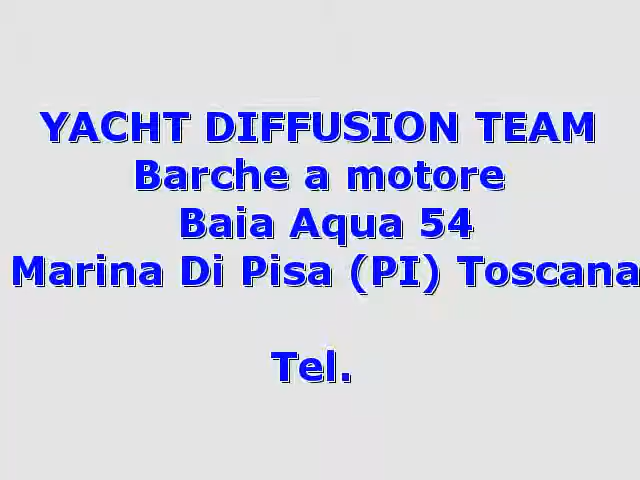 YACHT DIFFUSION TEAM
Barche a motore
Baia Aqua 54
Marina Di Pisa (PI) Toscana
Tel.